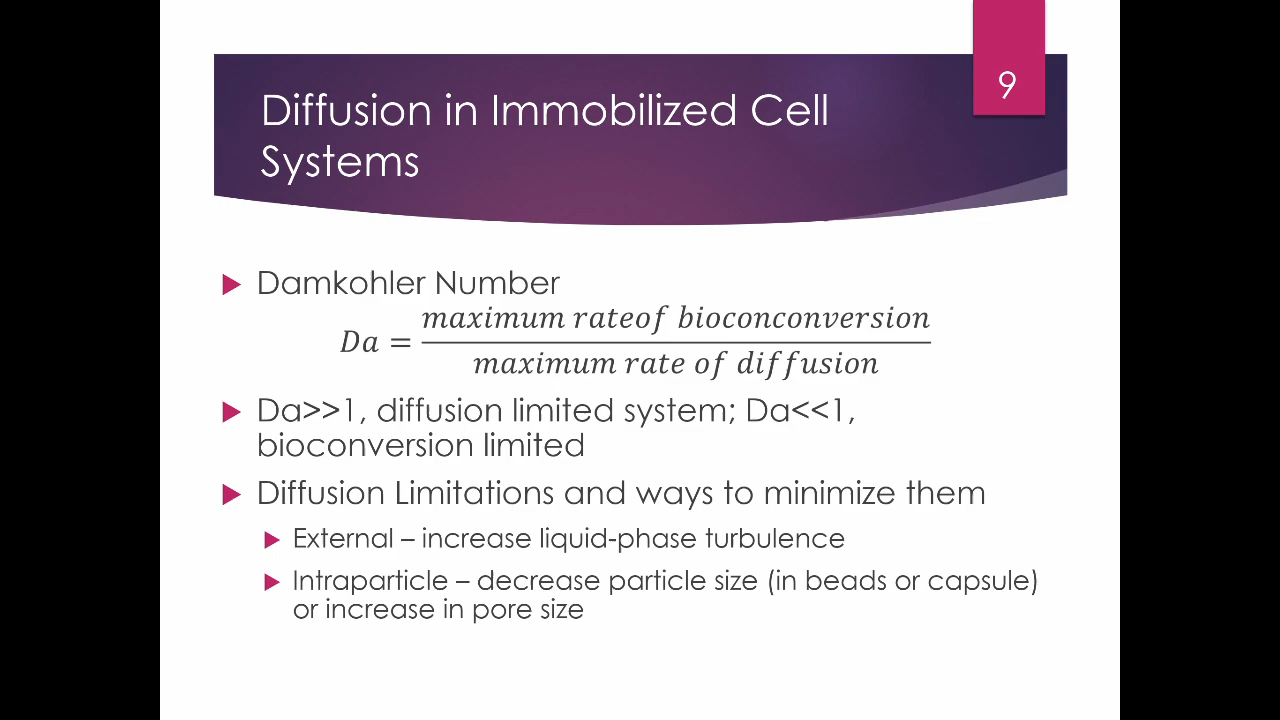 9
Diffusion in Immobilized Cell
Systems
Damkohler Number
Da = maximum rateof bioconconversion / maximum rate of diffusion
Da>>1, diffusion limited system; Da<<1,
bioconversion limited
Diffusion Limitations and ways to minimize them
External – increase liquid-phase turbulence
Intraparticle – decrease particle size (in beads or capsule)
or increase in pore size